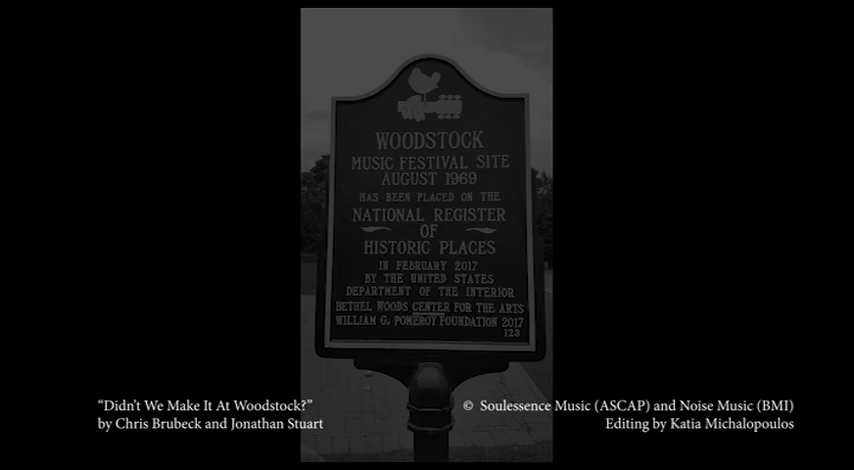 WOODSTOCK
MUSIC FESTIVAL SITE
AUGUST 1969
HAS BEEN PLACED ON THE
NATIONAL REGISTER
OF
HISTORIC PLACES
IN FEBRUARY 2017
BY THE UNITED STATES
DEPARTMENT OF THE INTERIOR
BETHEL WOODS CENTER FOR THE ARTS
WILLIAM G. POMEROY FOUNDATION 2017
123
“Didn’t We Make It At Woodstock?”
by Chris Brubeck and Jonathan Stuart
© Soulessence Music (ASCAP) and Noise Music (BMI)
Editing by Katia Michalopoulos